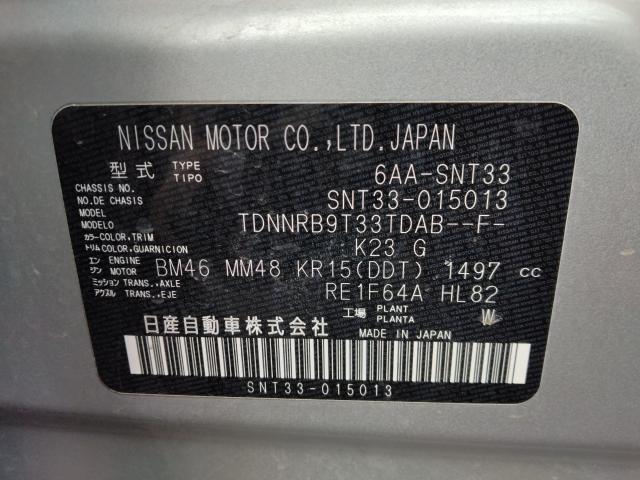 NISSAN MOTOR CO.,LTD.JAPAN
型式 TYPE TIPO 6AA-SNT33
CHASSIS NO. NO.DE CHASIS SNT33-015013
MODEL MODELO TDNNRB9T33TDAB--F-
カラー COLOR,TRIM トリム COLOR,GUARNICION K23 G
エンジン ENGINE MOTOR BM46 MM48 KR15(DDT) 1497 cc
ミッション TRANS.,AXLE アクスル TRANS.,EJE RE1F64A HL82
工場 PLANT PLANTA W
日産自動車株式会社 MADE IN JAPAN
SNT33-015013